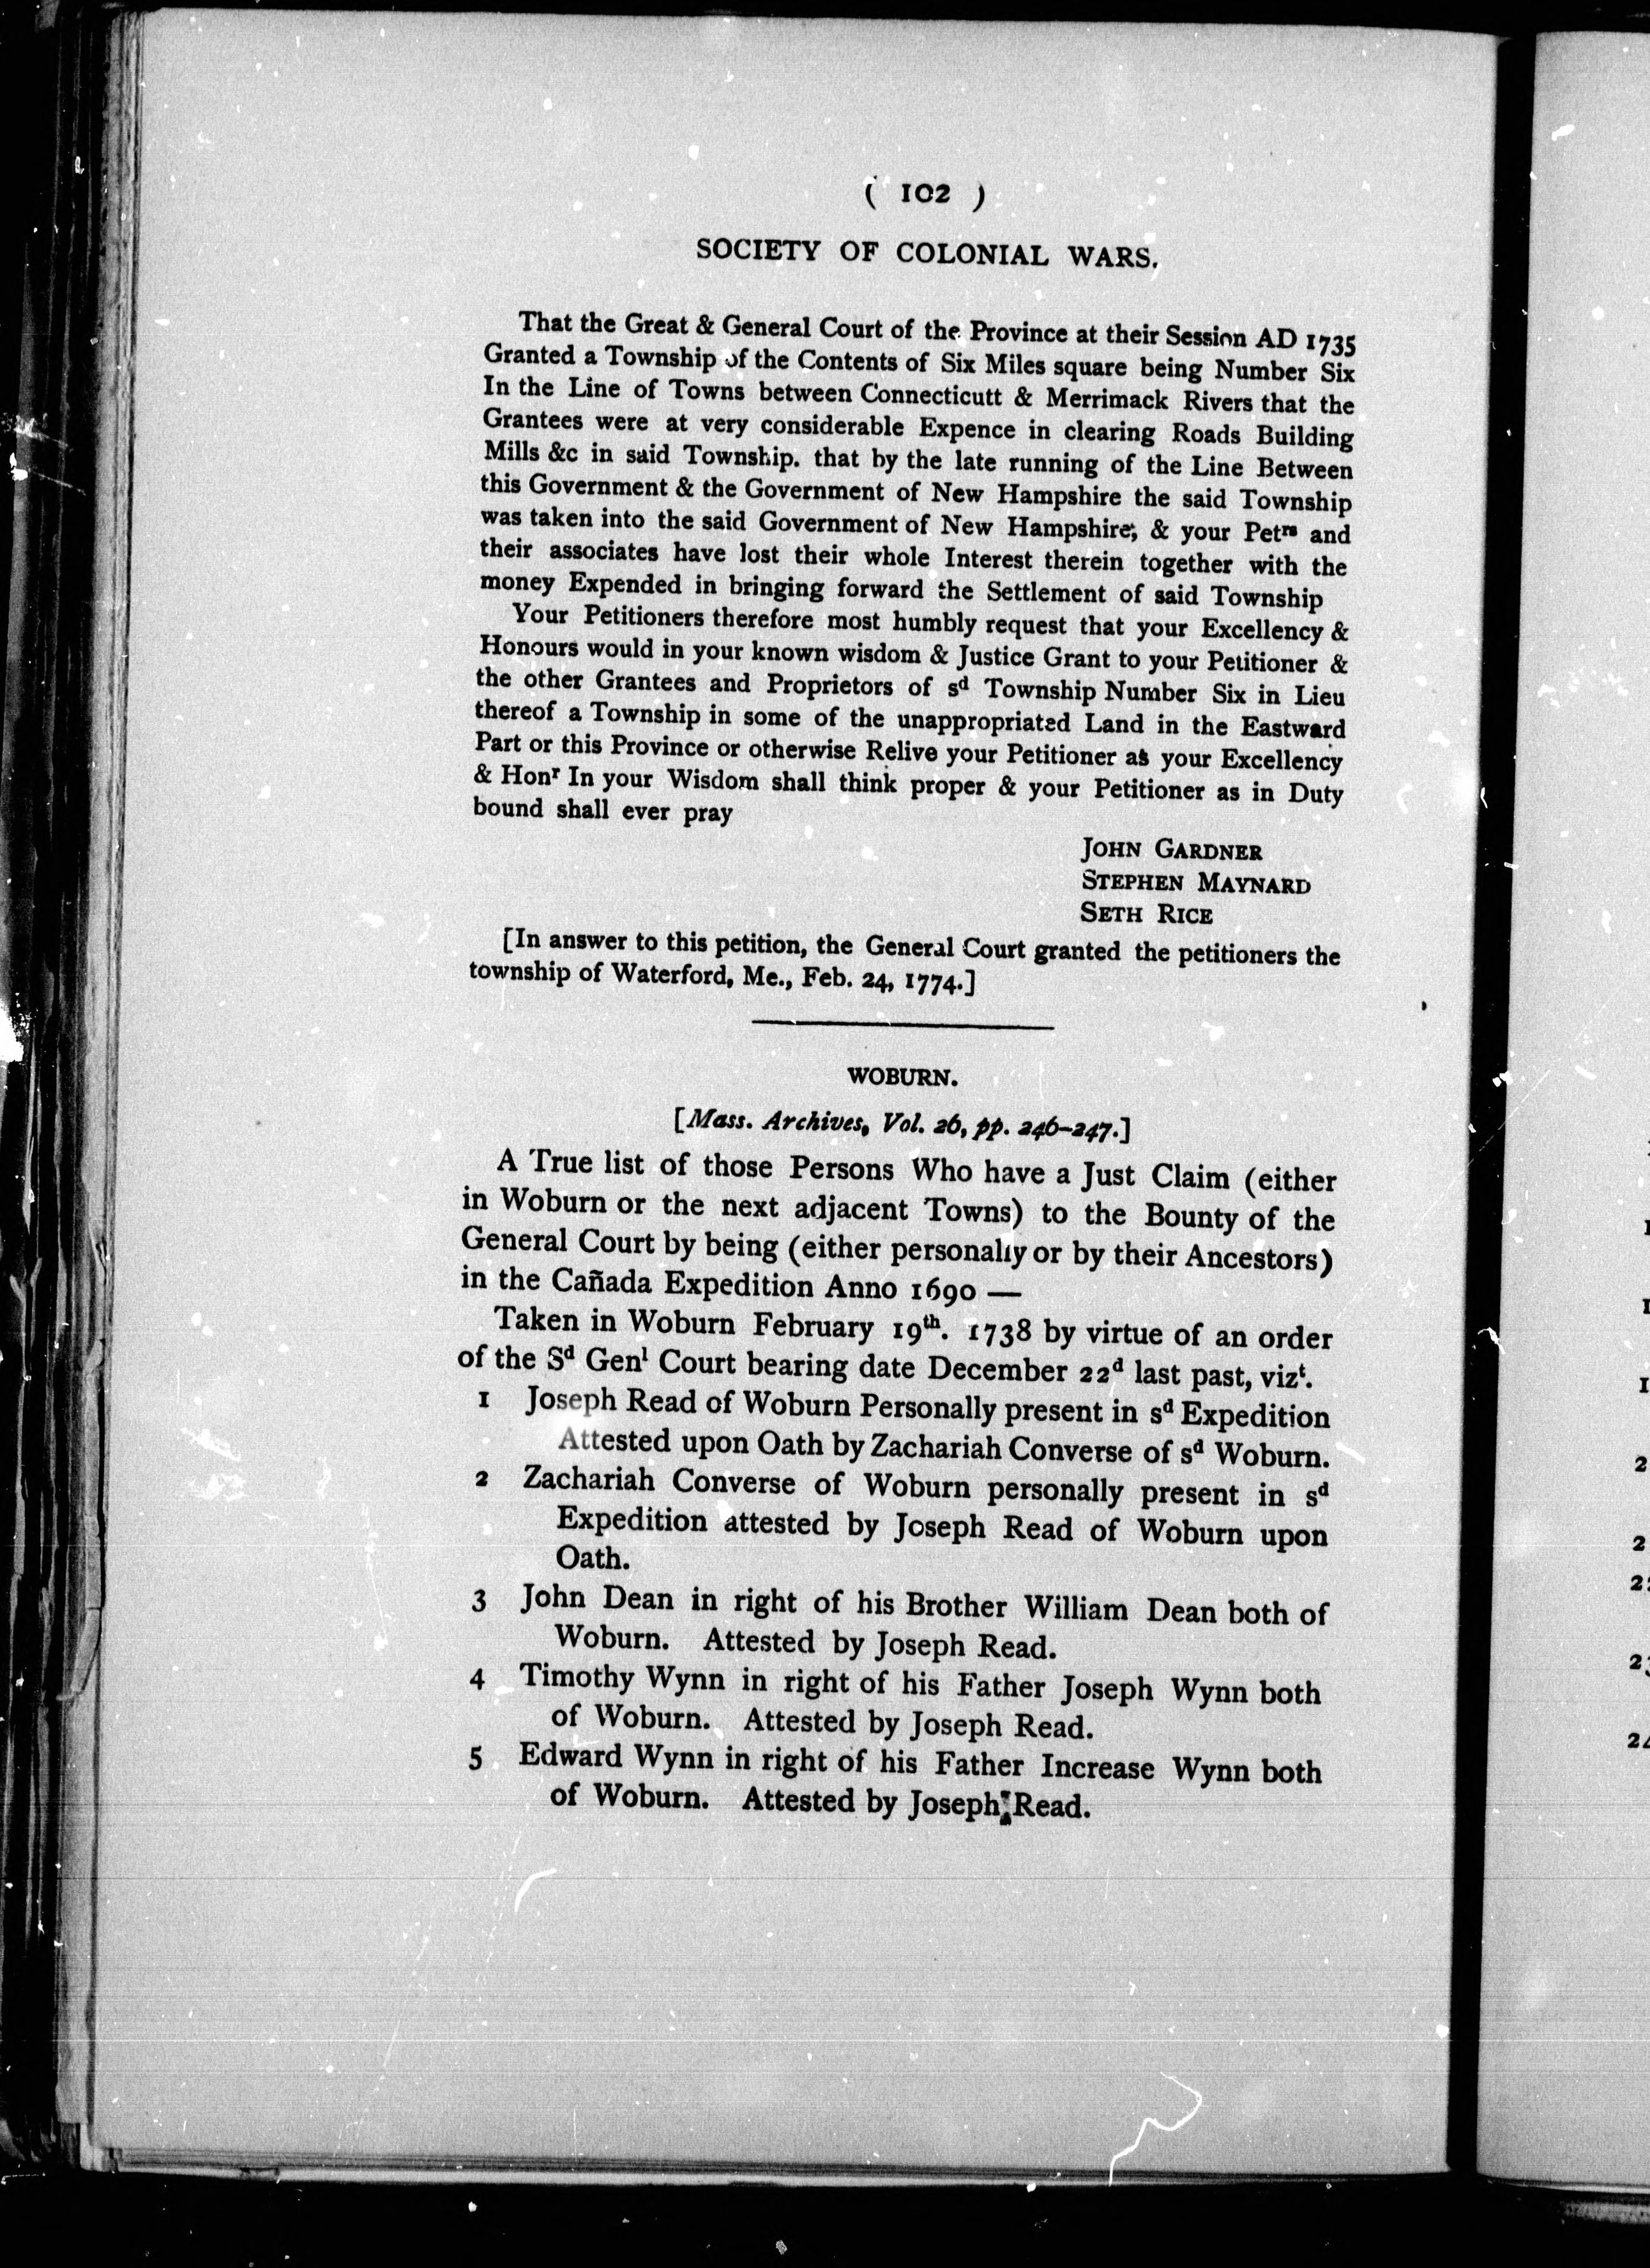 ( 102 )
SOCIETY OF COLONIAL WARS.
That the Great & General Court of the Province at their Session AD 1735
Granted a Township of the Contents of Six Miles square being Number Six
In the Line of Towns between Connecticutt & Merrimack Rivers that the
Grantees were at very considerable Expence in clearing Roads Building
Mills &c in said Township. that by the late running of the Line Between
this Government & the Government of New Hampshire the said Township
was taken into the said Government of New Hampshire; & your Petrs and
their associates have lost their whole Interest therein together with the
money Expended in bringing forward the Settlement of said Township
Your Petitioners therefore most humbly request that your Excellency &
Honours would in your known wisdom & Justice Grant to your Petitioner &
the other Grantees and Proprietors of sd Township Number Six in Lieu
thereof a Township in some of the unappropriated Land in the Eastward
Part or this Province or otherwise Relive your Petitioner as your Excellency
& Honr In your Wisdom shall think proper & your Petitioner as in Duty
bound shall ever pray
JOHN GARDNER
STEPHEN MAYNARD
SETH RICE
[In answer to this petition, the General Court granted the petitioners the
township of Waterford, Me., Feb. 24, 1774.]
WOBURN.
[Mass. Archives, Vol. 26, pp. 246–247.]
A True list of those Persons Who have a Just Claim (either
in Woburn or the next adjacent Towns) to the Bounty of the
General Court by being (either personally or by their Ancestors)
in the Cañada Expedition Anno 1690 —
Taken in Woburn February 19th. 1738 by virtue of an order
of the Sd Genl Court bearing date December 22d last past, vizt.
1 Joseph Read of Woburn Personally present in sd Expedition
Attested upon Oath by Zachariah Converse of sd Woburn.
2 Zachariah Converse of Woburn personally present in sd
Expedition attested by Joseph Read of Woburn upon
Oath.
3 John Dean in right of his Brother William Dean both of
Woburn. Attested by Joseph Read.
4 Timothy Wynn in right of his Father Joseph Wynn both
of Woburn. Attested by Joseph Read.
5 Edward Wynn in right of his Father Increase Wynn both
of Woburn. Attested by Joseph Read.